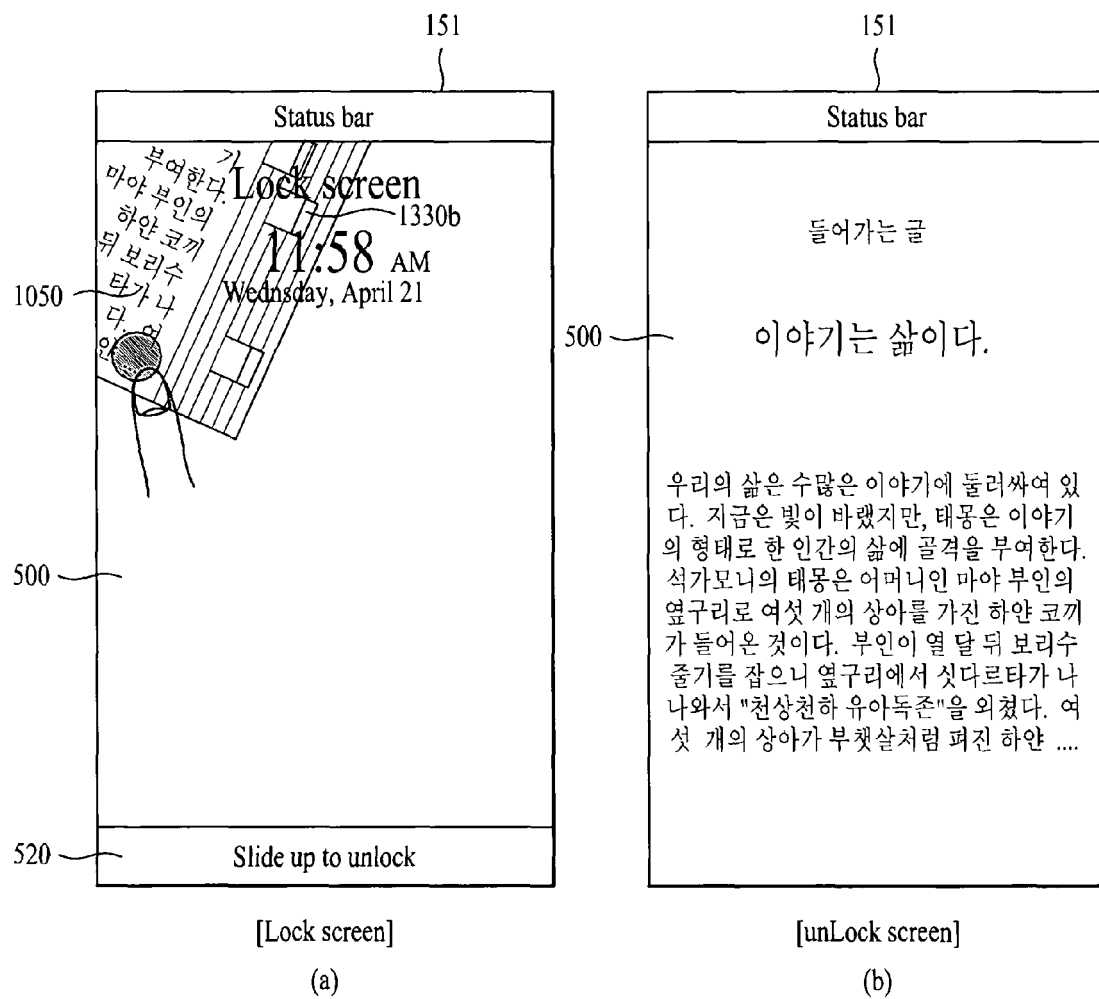 151
Status bar
가
부여한다.
마야 부인의
하얀 코끼
뒤 보리수
타가 나
다. 여
Lock screen
1330b
11:58 AM
Wednsday, April 21
1050
500
520
Slide up to unlock
[Lock screen]
(a)
151
Status bar
들어가는 글
500
이야기는 삶이다.
우리의 삶은 수많은 이야기에 둘러싸여 있
다. 지금은 빛이 바랬지만, 태몽은 이야기
의 형태로 한 인간의 삶에 골격을 부여한다.
석가모니의 태몽은 어머니인 마야 부인의
옆구리로 여섯 개의 상아를 가진 하얀 코끼
가 들어온 것이다. 부인이 열 달 뒤 보리수
줄기를 잡으니 옆구리에서 싯다르타가 나
나와서 "천상천하 유아독존"을 외쳤다. 여
섯 개의 상아가 부챗살처럼 펴진 하얀 ....
[unLock screen]
(b)